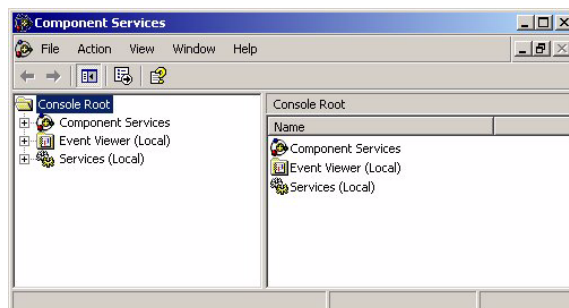 Component Services
File Action View Window Help
Console Root
Component Services
Event Viewer (Local)
Services (Local)
Console Root
Name
Component Services
Event Viewer (Local)
Services (Local)